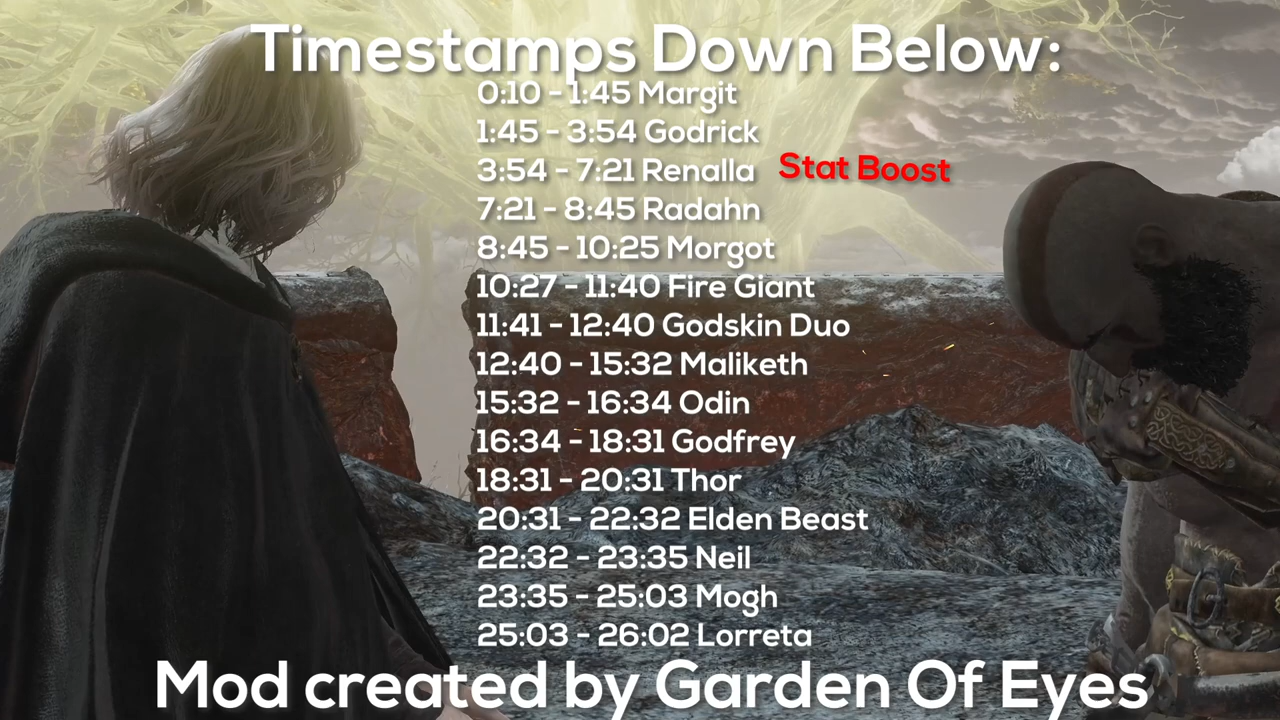 Timestamps Down Below:
0:10 - 1:45 Margit
1:45 - 3:54 Godrick
3:54 - 7:21 Renalla Stat Boost
7:21 - 8:45 Radahn
8:45 - 10:25 Morgot
10:27 - 11:40 Fire Giant
11:41 - 12:40 Godskin Duo
12:40 - 15:32 Maliketh
15:32 - 16:34 Odin
16:34 - 18:31 Godfrey
18:31 - 20:31 Thor
20:31 - 22:32 Elden Beast
22:32 - 23:35 Neil
23:35 - 25:03 Mogh
25:03 - 26:02 Lorreta
Mod created by Garden Of Eyes